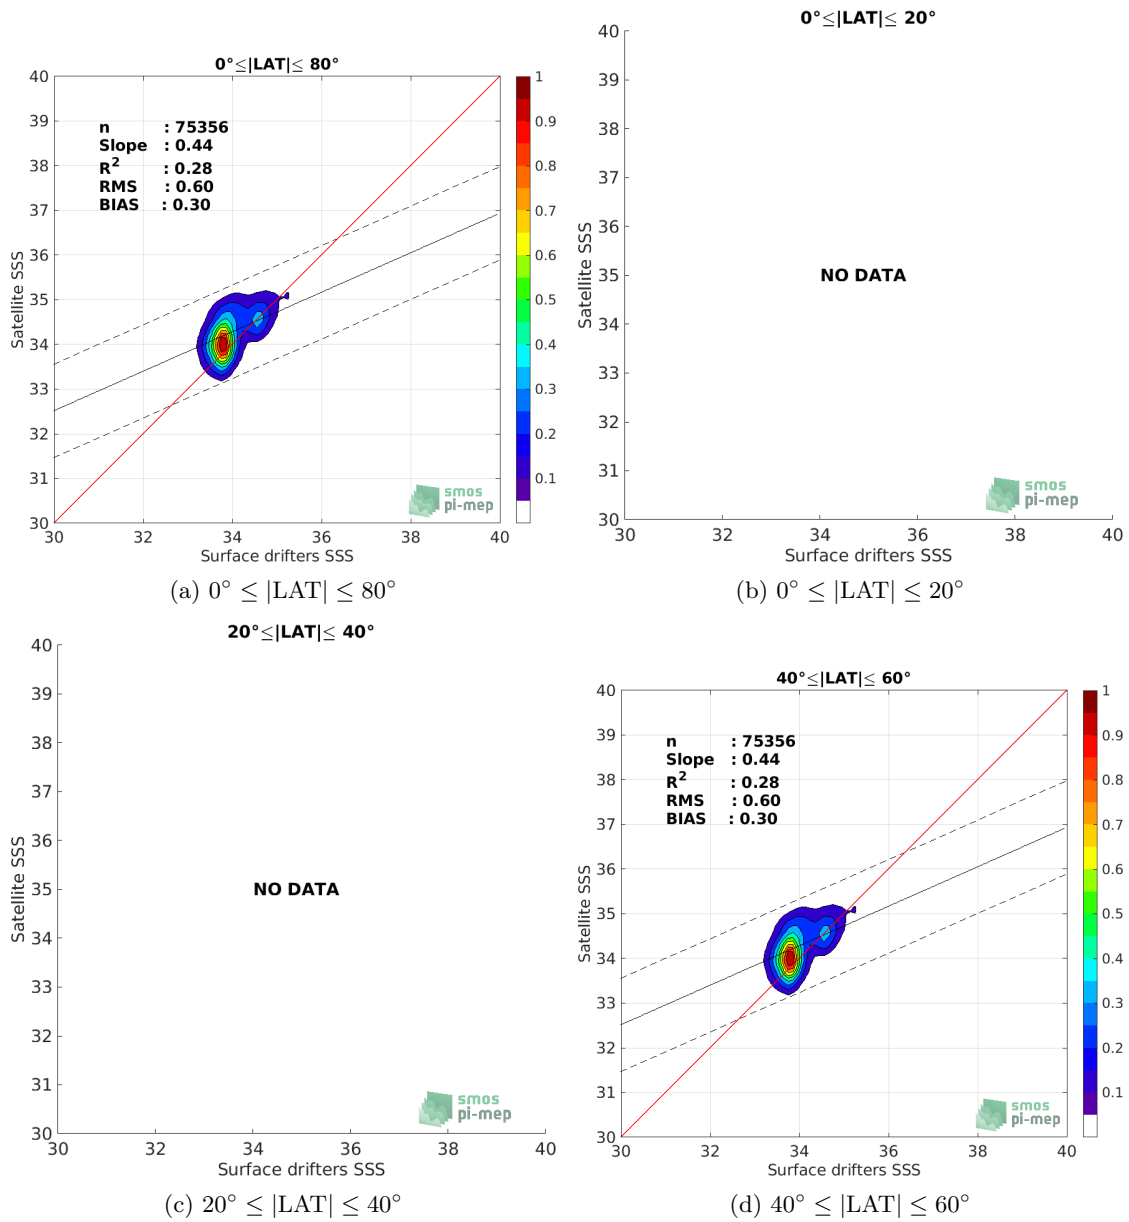 0°≤|LAT|≤ 80°
40
39
38
37
36
35
34
33
32
31
30
30
32
34
36
38
40
Satellite SSS
Surface drifters SSS
n : 75356
Slope : 0.44
R2 : 0.28
RMS : 0.60
BIAS : 0.30
1
0.9
0.8
0.7
0.6
0.5
0.4
0.3
0.2
0.1
smos
pi-mep
(a) 0° ≤ |LAT| ≤ 80°
0°≤|LAT|≤ 20°
40
39
38
37
36
35
34
33
32
31
30
30
32
34
36
38
40
Satellite SSS
Surface drifters SSS
NO DATA
smos
pi-mep
(b) 0° ≤ |LAT| ≤ 20°
20°≤|LAT|≤ 40°
40
39
38
37
36
35
34
33
32
31
30
30
32
34
36
38
40
Satellite SSS
Surface drifters SSS
NO DATA
smos
pi-mep
(c) 20° ≤ |LAT| ≤ 40°
40°≤|LAT|≤ 60°
40
39
38
37
36
35
34
33
32
31
30
30
32
34
36
38
40
Satellite SSS
Surface drifters SSS
n : 75356
Slope : 0.44
R2 : 0.28
RMS : 0.60
BIAS : 0.30
1
0.9
0.8
0.7
0.6
0.5
0.4
0.3
0.2
0.1
smos
pi-mep
(d) 40° ≤ |LAT| ≤ 60°